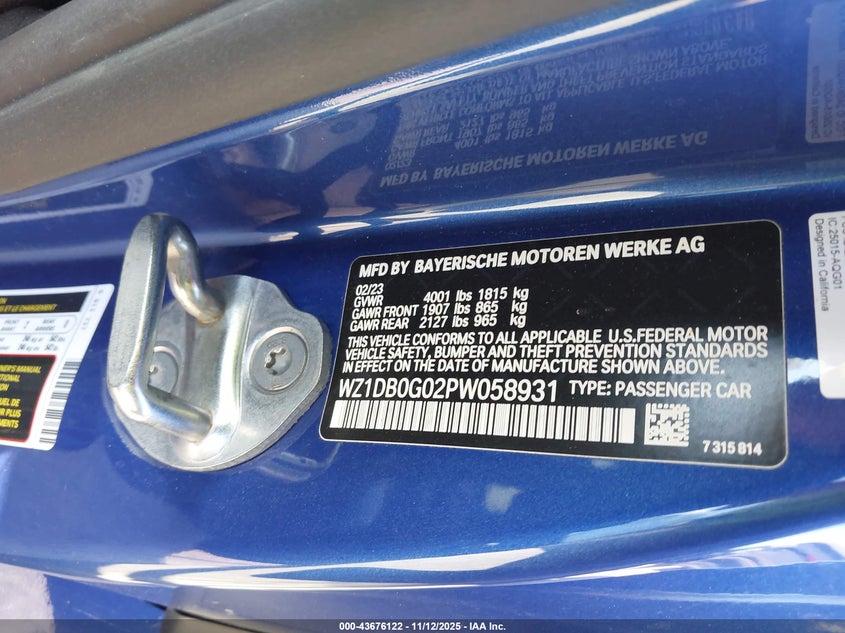 MFD BY BAYERISCHE MOTOREN WERKE AG
02/23
GVWR 4001 lbs 1815 kg
GAWR FRONT 1907 lbs 865 kg
GAWR REAR 2127 lbs 965 kg
THIS VEHICLE CONFORMS TO ALL APPLICABLE U.S.FEDERAL MOTOR
VEHICLE SAFETY, BUMPER AND THEFT PREVENTION STANDARDS
IN EFFECT ON THE DATE OF MANUFACTURE SHOWN ABOVE
WZ1DB0G02PW058931 TYPE: PASSENGER CAR
7 315 814
IC:25015-AQG01
Designed in California
000-43676122 - 11/12/2025 - IAA Inc.